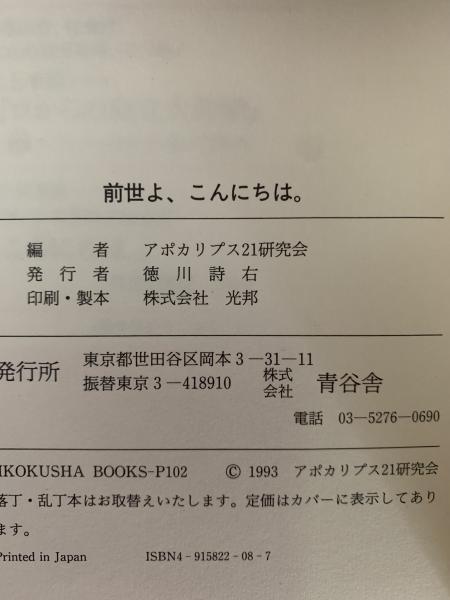 前世よ、こんにちは。
編者 アポカリプス21研究会
発行者 徳川詩右
印刷・製本 株式会社 光邦
発行所 東京都世田谷区岡本3—31—11
振替東京3—418910 株式会社 青谷舎
電話 03—5276—0690
IKOKUSHA BOOKS-P102 © 1993 アポカリプス21研究会
落丁・乱丁本はお取替えいたします。定価はカバーに表示してあり
ます。
Printed in Japan ISBN4-915822-08-7